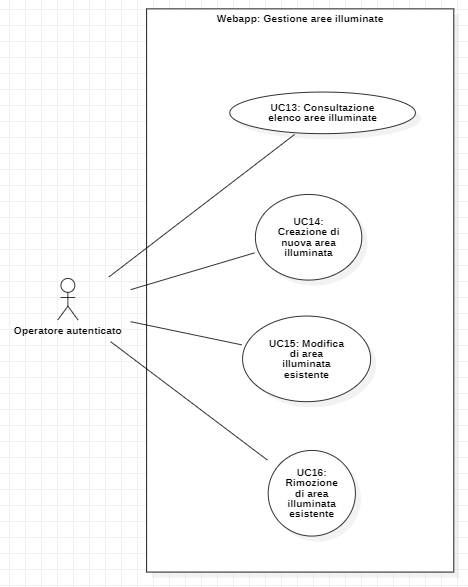 Webapp: Gestione aree illuminate
UC13: Consultazione
elenco aree illuminate
UC14:
Creazione di
nuova area
illuminata
Operatore autenticato
UC15: Modifica
di area
illuminata
esistente
UC16:
Rimozione
di area
illuminata
esistente